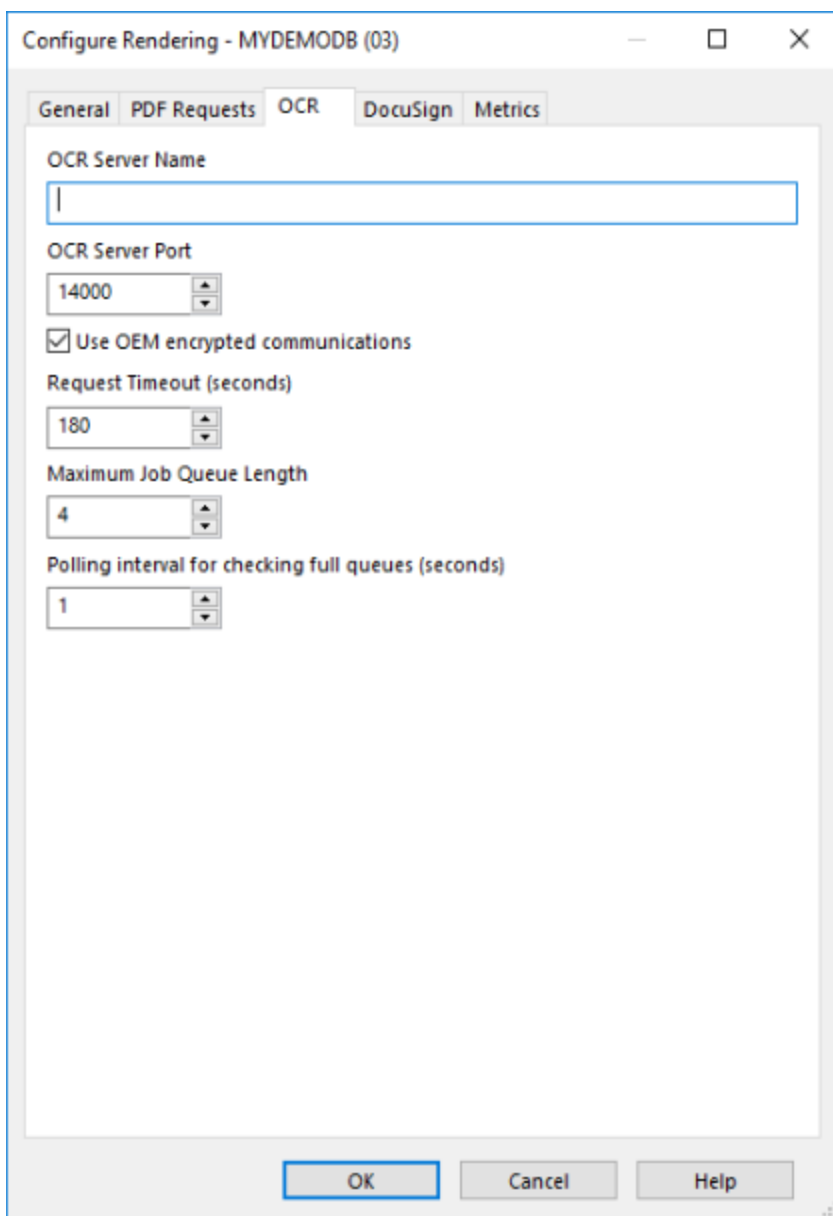 Configure Rendering - MYDEMODB (03)
General PDF Requests OCR DocuSign Metrics
OCR Server Name
OCR Server Port
14000
Use OEM encrypted communications
Request Timeout (seconds)
180
Maximum Job Queue Length
4
Polling interval for checking full queues (seconds)
1
OK Cancel Help